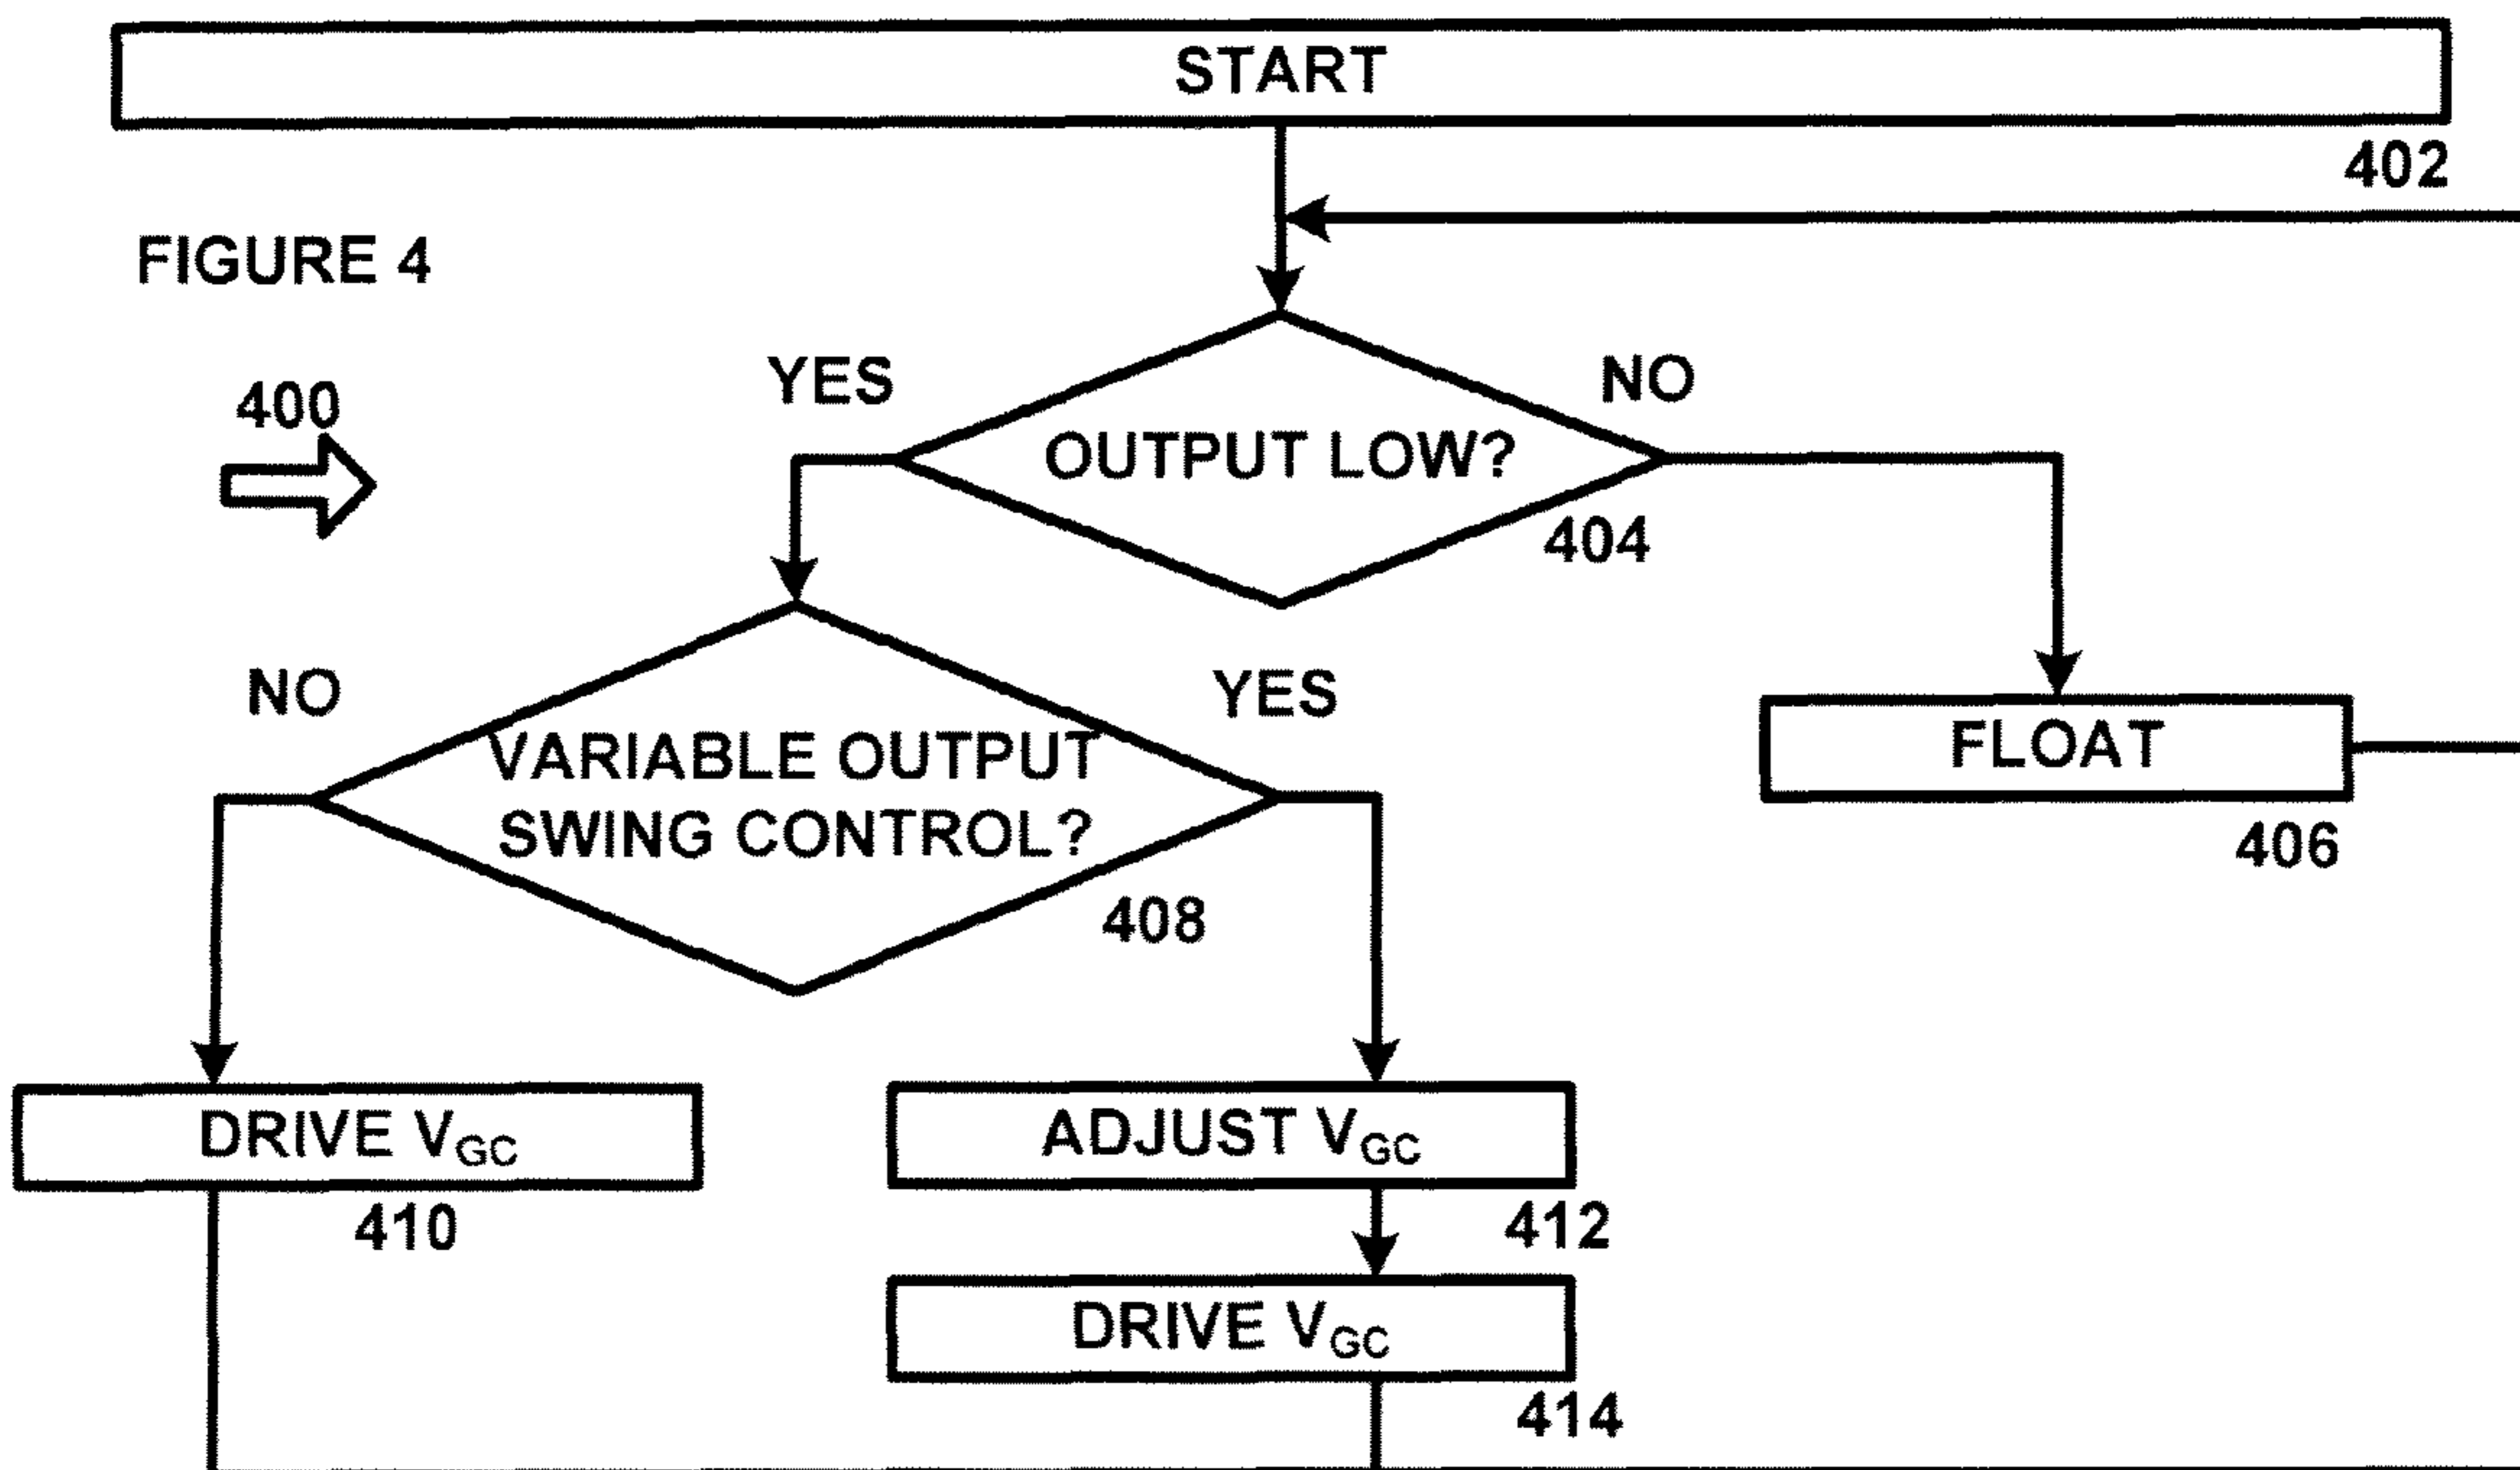 START
402
FIGURE 4
YES
NO
400
OUTPUT LOW?
404
NO
YES
VARIABLE OUTPUT
SWING CONTROL?
FLOAT
406
408
DRIVE VGC
ADJUST VGC
410
412
DRIVE VGC
414